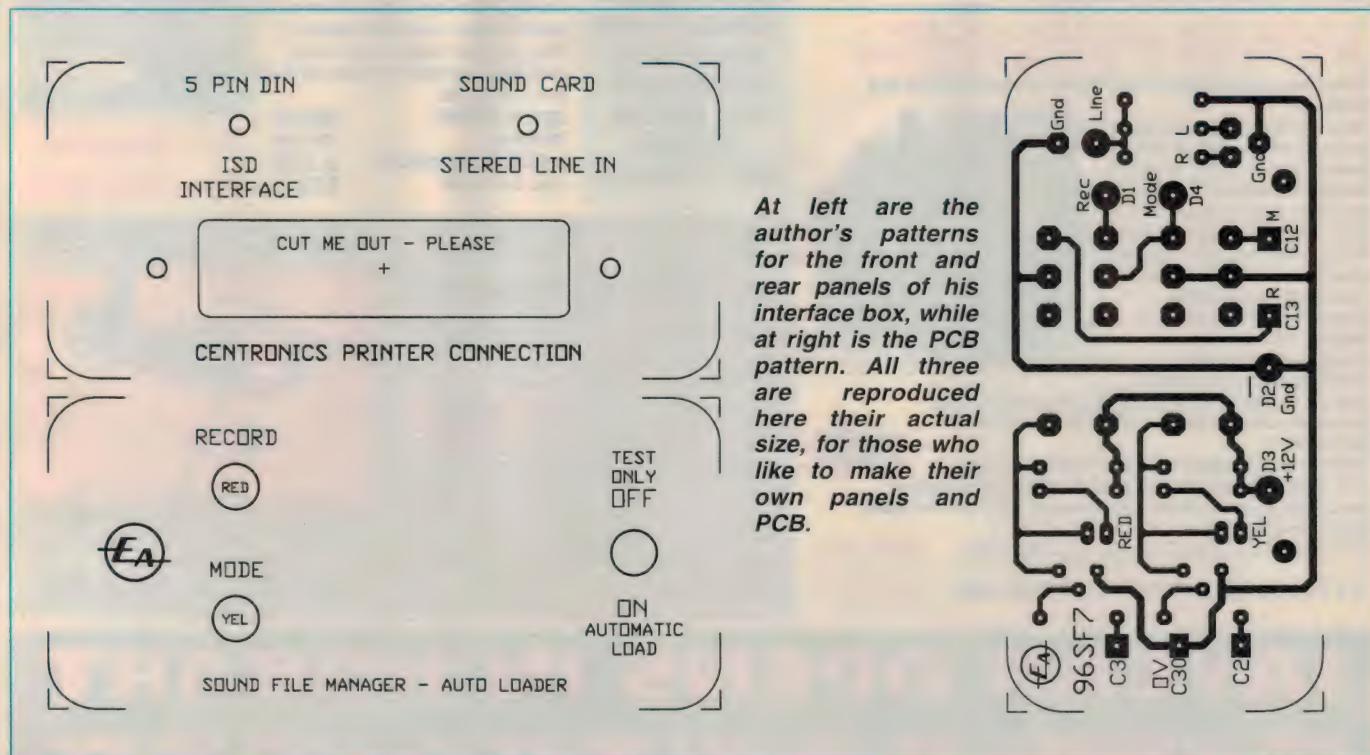 5 PIN DIN
SOUND CARD
ISD
INTERFACE
STEREO LINE IN
CUT ME OUT - PLEASE
+
CENTRONICS PRINTER CONNECTION
RECORD
RED
MODE
YEL
EA
TEST
ONLY
OFF
ON
AUTOMATIC
LOAD
SOUND FILE MANAGER - AUTO LOADER
At left are the
author's patterns
for the front and
rear panels of his
interface box, while
at right is the PCB
pattern. All three
are reproduced
here their actual
size, for those who
like to make their
own panels and
PCB.
Gnd
Line
L
R
Gnd
Rec
D1
Mode
D4
M
C12
R
C13
D2
Gnd
D3
+12V
RED
YEL
EA
96SF7
C3
0V
C30
C2